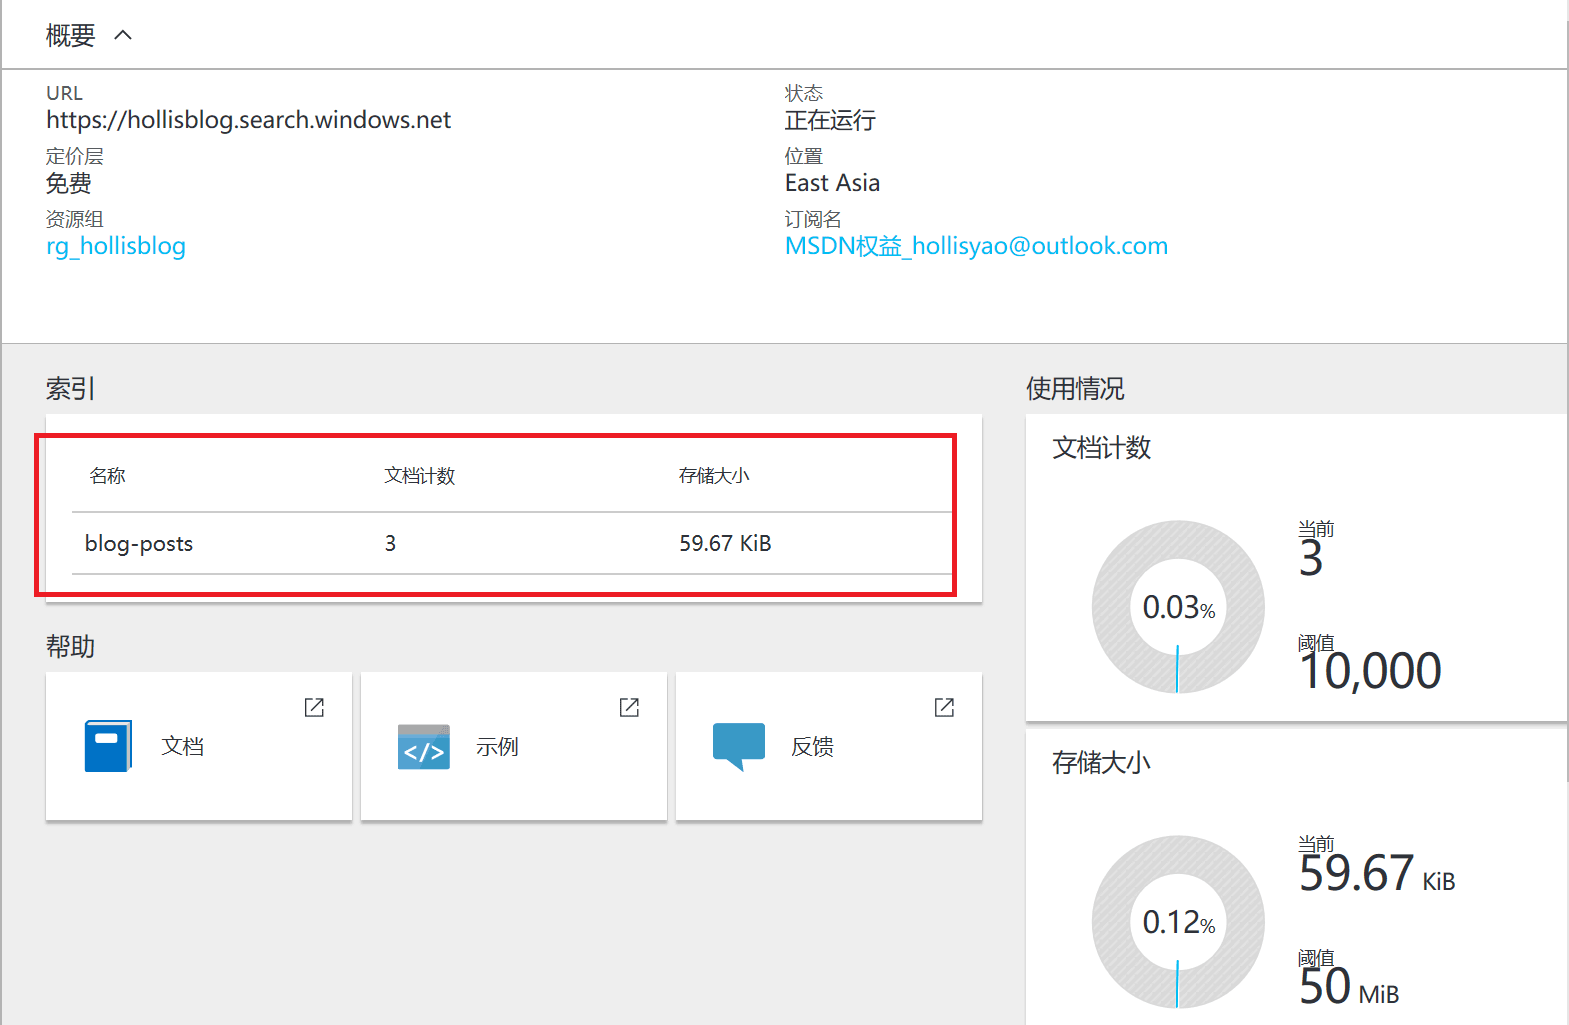 概要
URL
https://hollisblog.search.windows.net
定价层
免费
资源组
rg_hollisblog
状态
正在运行
位置
East Asia
订阅名
MSDN权益_hollisyao@outlook.com
索引
名称 文档计数 存储大小
blog-posts 3 59.67 KiB
帮助
文档
</>
示例
反馈
使用情况
文档计数
0.03%
当前
3
阈值
10,000
存储大小
0.12%
当前
59.67 KiB
阈值
50 MiB